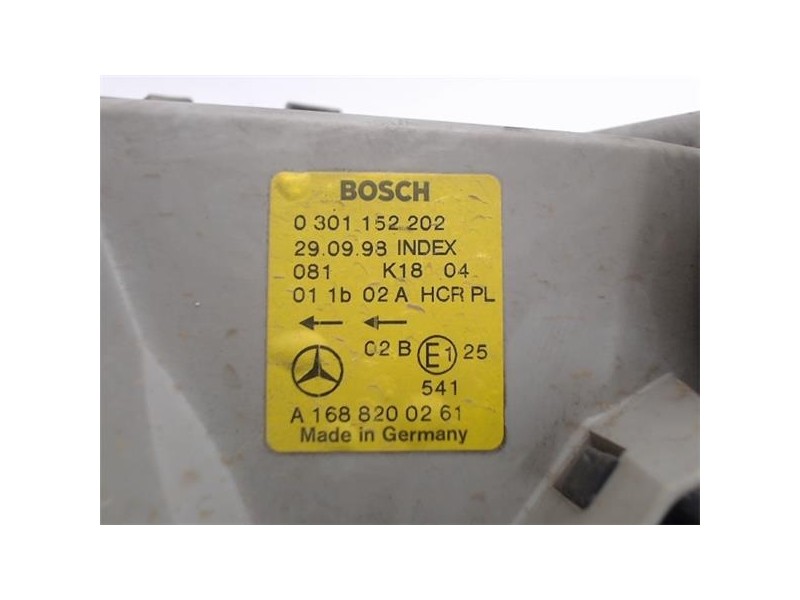 BOSCH
0 301 152 202
29.09.98 INDEX
081 K18 04
01 1b 02 A HCR PL
02 B E1 25
541
A 168 820 02 61
Made in Germany